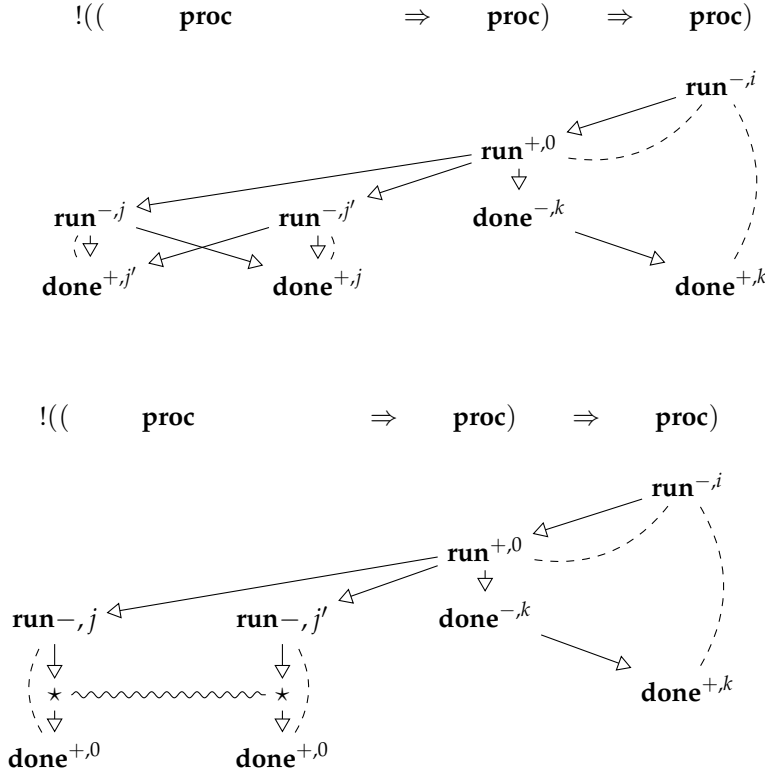 !(( proc ⇒ proc) ⇒ proc)
run^{−,i}
run^{+,0}
run^{−,j} run^{−,j′} done^{−,k}
done^{+,j′} done^{+,j} done^{+,k}
!(( proc ⇒ proc) ⇒ proc)
run^{−,i}
run^{+,0}
run−, j run−, j′ done^{−,k}
⋆ ⋆ done^{+,k}
done^{+,0} done^{+,0}